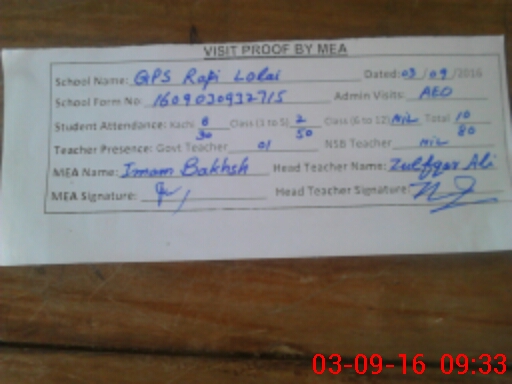 VISIT PROOF BY MEA
School Name: GPS Rapi Lolai Dated: 03/09/2016
School Form No: 1609030932715 Admin Visits: AEO
Student Attendance: Kachi 8/30 Class (1 to 5) 2/50 Class (6 to 12) NiL Total 10/80
Teacher Presence: Govt Teacher 01 NSB Teacher NiL
MEA Name: Imam Bakhsh Head Teacher Name: Zulfqar Ali
MEA Signature: Head Teacher Signature:
03-09-16 09:33